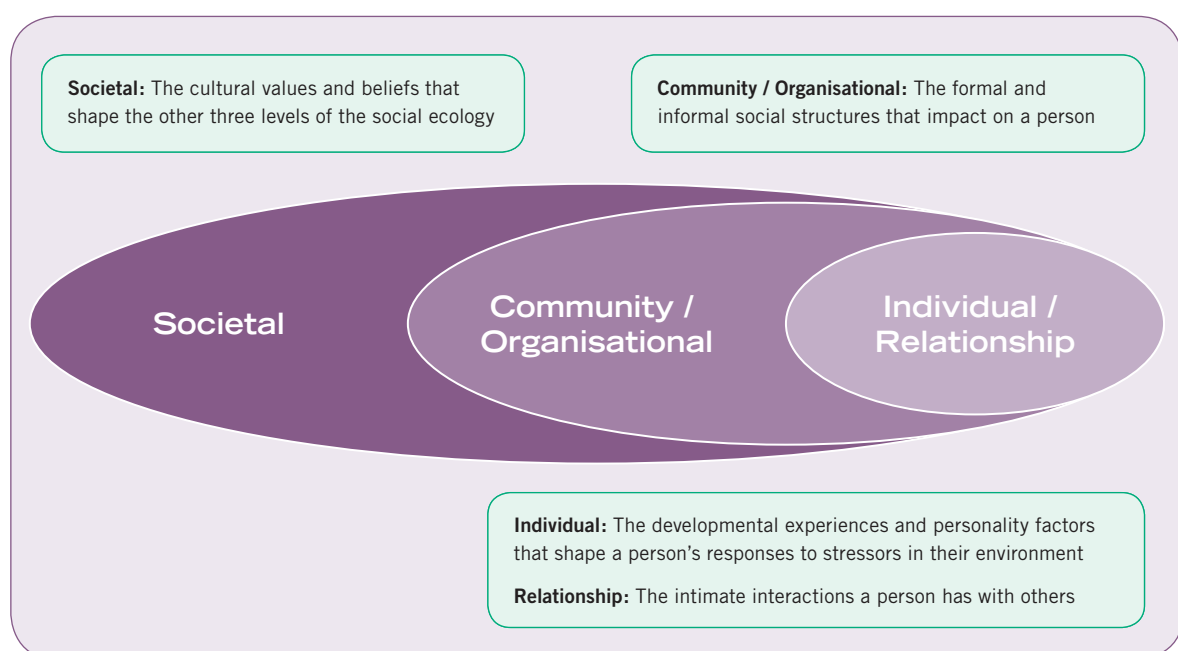 Societal: The cultural values and beliefs that
shape the other three levels of the social ecology
Community / Organisational: The formal and
informal social structures that impact on a person
Societal
Community /
Organisational
Individual /
Relationship
Individual: The developmental experiences and personality factors
that shape a person’s responses to stressors in their environment
Relationship: The intimate interactions a person has with others